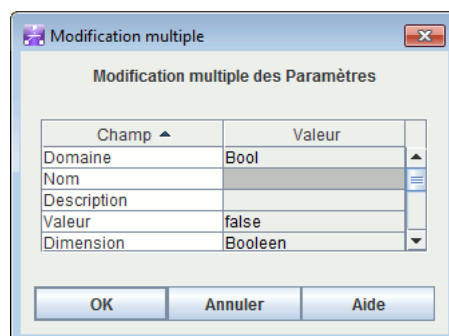 Modification multiple
Modification multiple des Paramètres
Champ Valeur
Domaine Bool
Nom
Description
Valeur false
Dimension Booleen
OK Annuler Aide